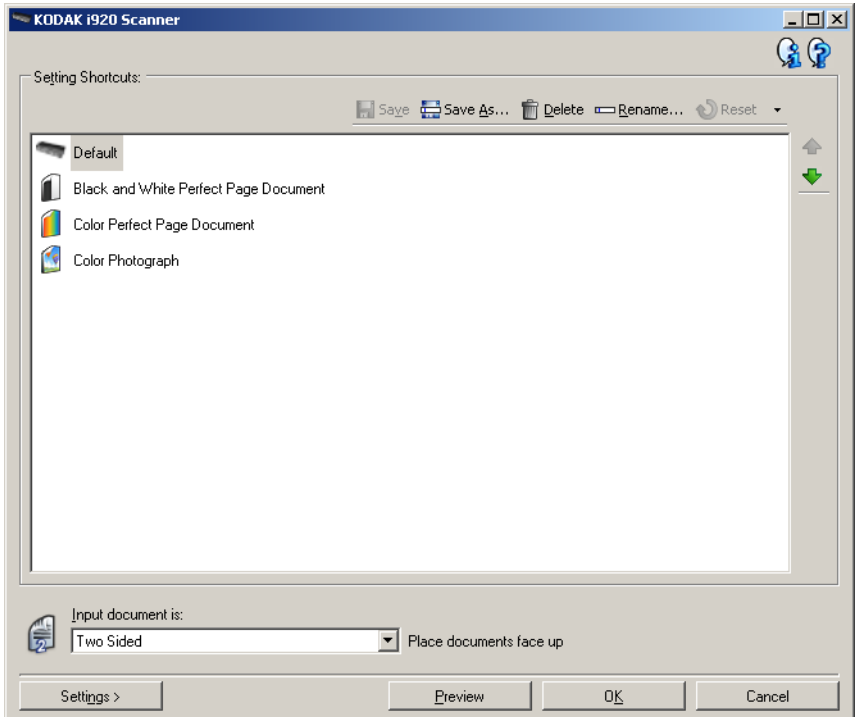 KODAK i920 Scanner
Setting Shortcuts:
Save Save As... Delete Rename... Reset
Default
Black and White Perfect Page Document
Color Perfect Page Document
Color Photograph
Input document is:
2 Two Sided Place documents face up
Settings > Preview OK Cancel